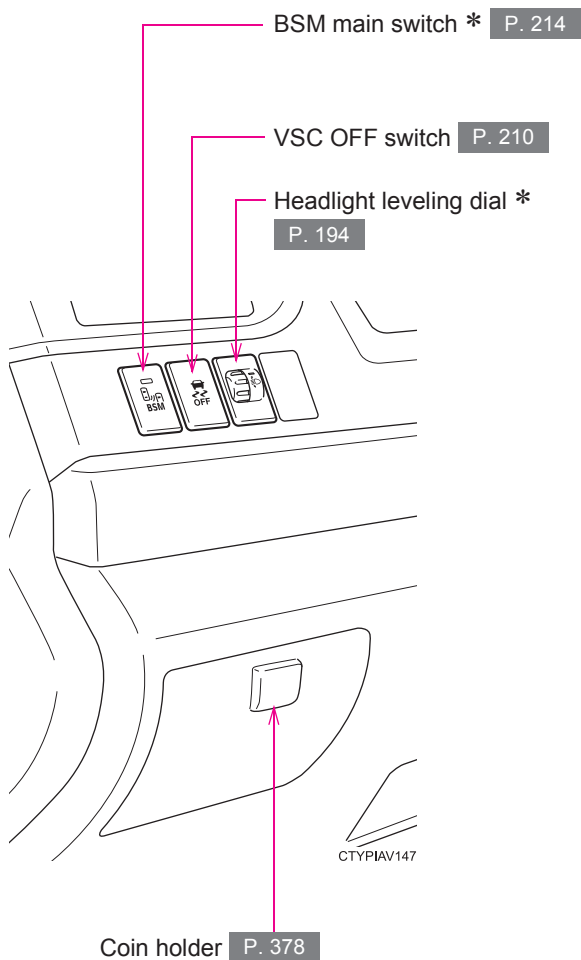 BSM main switch * P. 214
VSC OFF switch P. 210
Headlight leveling dial *
P. 194
BSM
OFF
CTYPIAV147
Coin holder P. 378